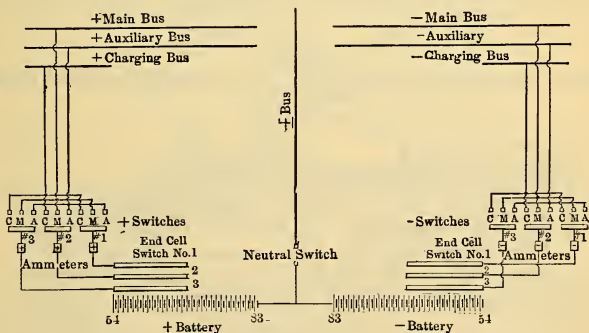 +Main Bus
+Auxiliary Bus
+Charging Bus
-Main Bus
-Auxiliary
-Charging Bus
± Bus
C M A C M A C M A
+Switches
#3 #2 #1
Ammeters
End Cell
Switch No.1
2
3
Neutral Switch
-Switches
C M A C M A C M A
#3 #2 #1
Ammeters
End Cell
Switch No.1
2
3
54
+Battery
83
83
-Battery
54